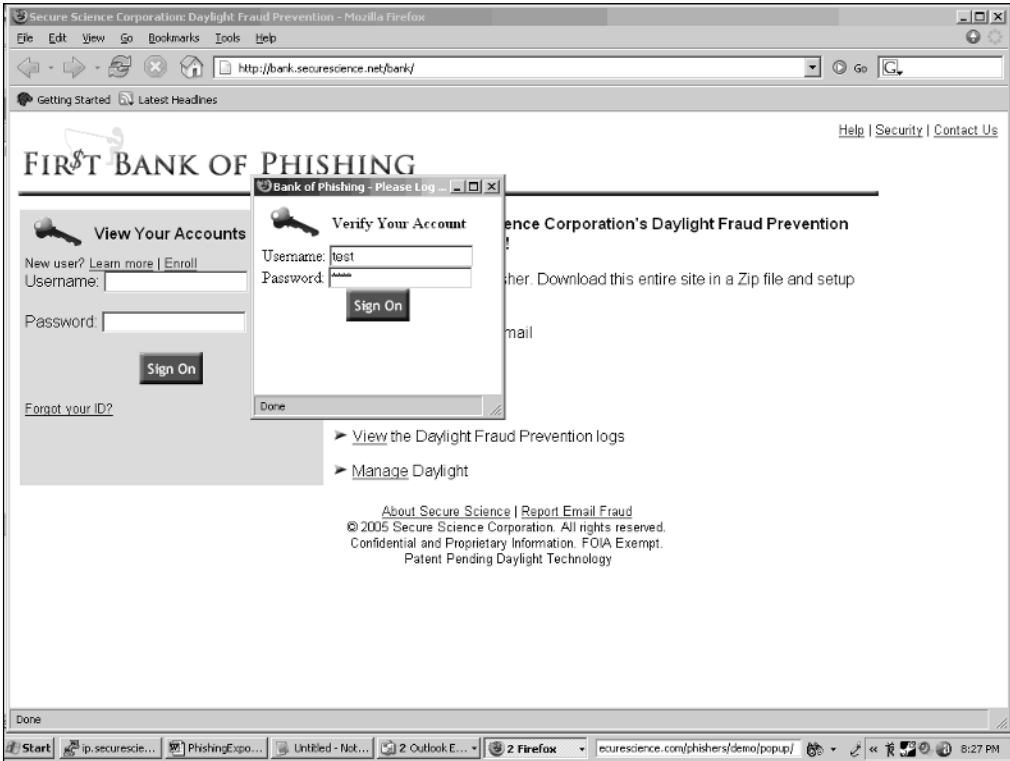 Secure Science Corporation: Daylight Fraud Prevention - Mozilla Firefox
File Edit View Go Bookmarks Tools Help
http://bank.securescience.net/bank/
Go
G
Getting Started Latest Headlines
Help | Security | Contact Us
FIR$T BANK OF PHISHING
Bank of Phishing - Please Log ...
Verify Your Account
Username: test
Password: ****
Sign On
Done
View Your Accounts
New user? Learn more | Enroll
Username:
Password:
Sign On
Forgot your ID?
ence Corporation's Daylight Fraud Prevention
!
her. Download this entire site in a Zip file and setup
mail
➢ View the Daylight Fraud Prevention logs
➢ Manage Daylight
About Secure Science | Report Email Fraud
© 2005 Secure Science Corporation. All rights reserved.
Confidential and Proprietary Information. FOIA Exempt.
Patent Pending Daylight Technology
Done
Start ip.securescie... PhishingExpo... Untitled - Not... 2 Outlook E... 2 Firefox ecurescience.com/phishers/demo/popup/ « 8:27 PM